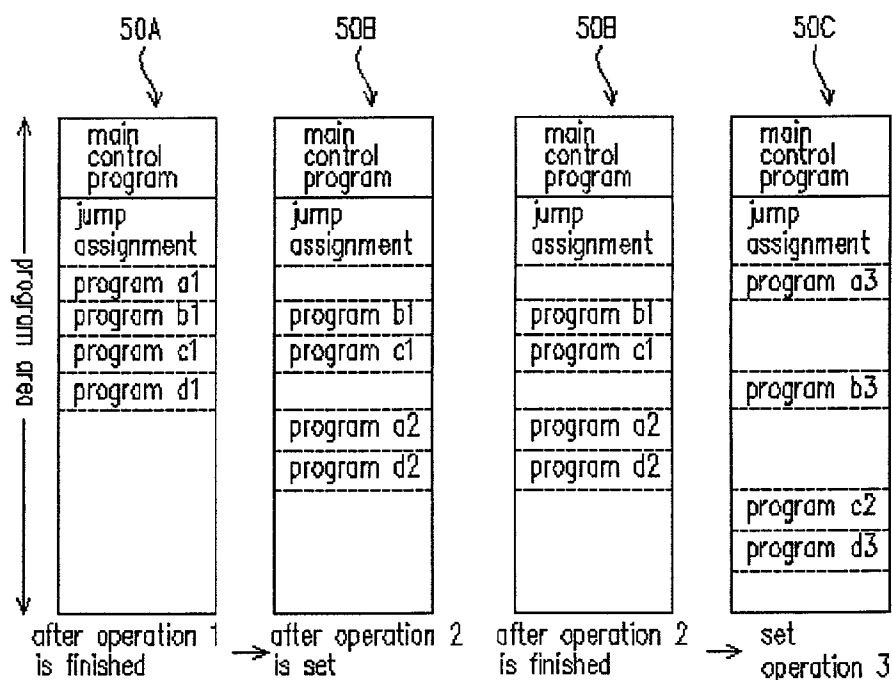 50A
50B
50B
50C
main
control
program
jump
assignment
program a1
program b1
program c1
program d1
main
control
program
jump
assignment
program b1
program c1
program a2
program d2
main
control
program
jump
assignment
program b1
program c1
program a2
program d2
main
control
program
jump
assignment
program a3
program b3
program c2
program d3
program area
after operation 1
is finished
after operation 2
is set
after operation 2
is finished
set
operation 3